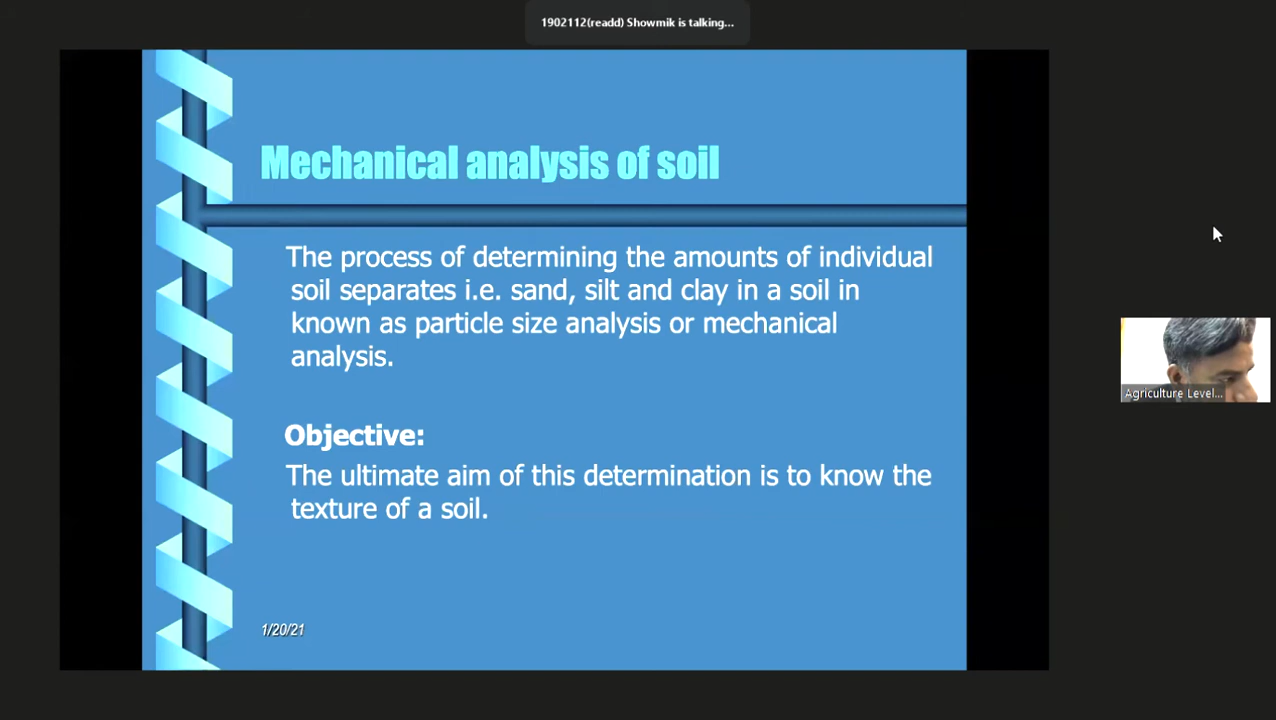 1902112(readd) Showmik is talking...
Mechanical analysis of soil
The process of determining the amounts of individual
soil separates i.e. sand, silt and clay in a soil in
known as particle size analysis or mechanical
analysis.
Objective:
The ultimate aim of this determination is to know the
texture of a soil.
1/20/21
Agriculture Level...